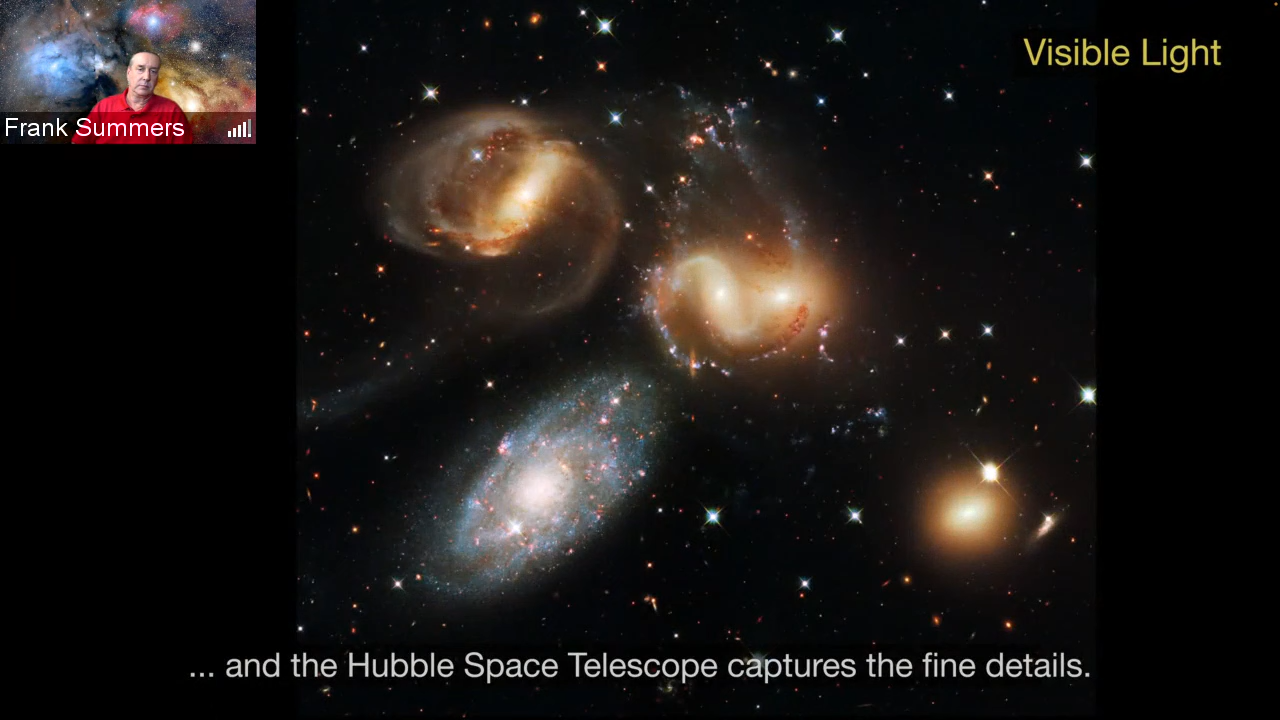 Visible Light
Frank Summers
... and the Hubble Space Telescope captures the fine details.